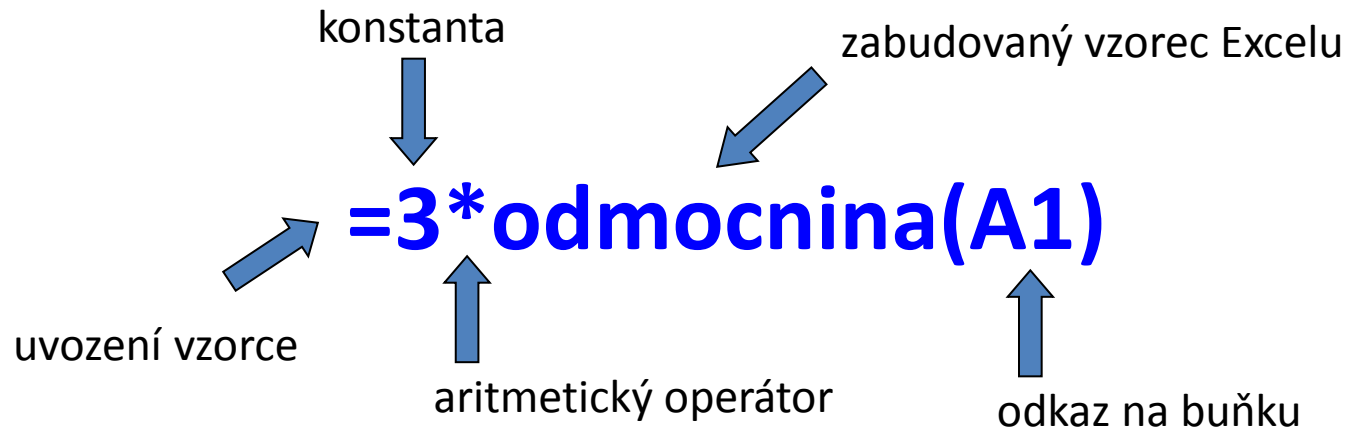 konstanta
zabudovaný vzorec Excelu
=3*odmocnina(A1)
uvození vzorce
aritmetický operátor
odkaz na buňku